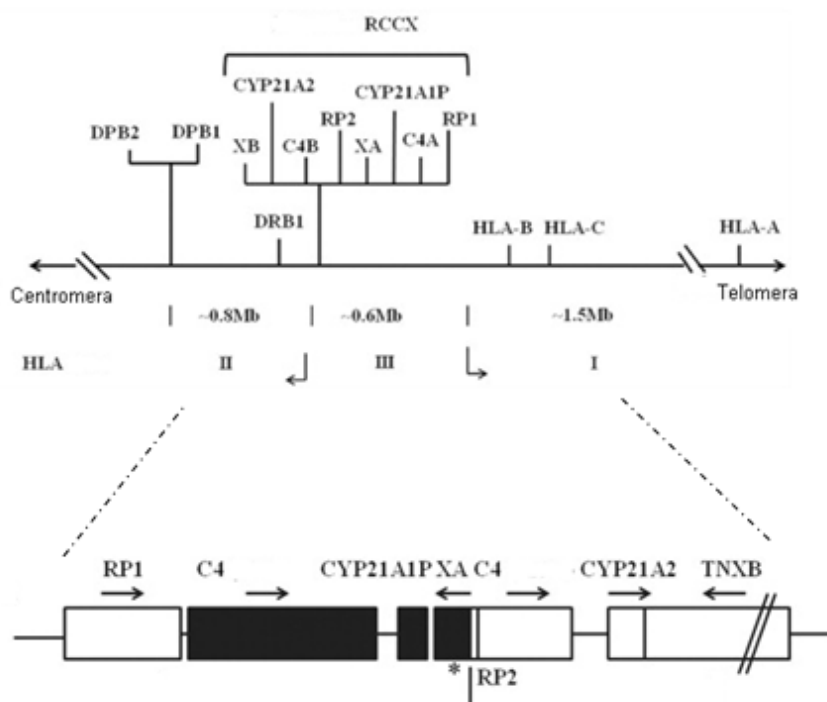 RCCX
CYP21A2 CYP21A1P
DPB2 DPB1 XB C4B RP2 XA C4A RP1
DRB1 HLA-B HLA-C HLA-A
Centromera Telomera
| ~0.8Mb | ~0.6Mb | ~1.5Mb
HLA II III I
RP1 C4 CYP21A1P XA C4 CYP21A2 TNXB
* RP2